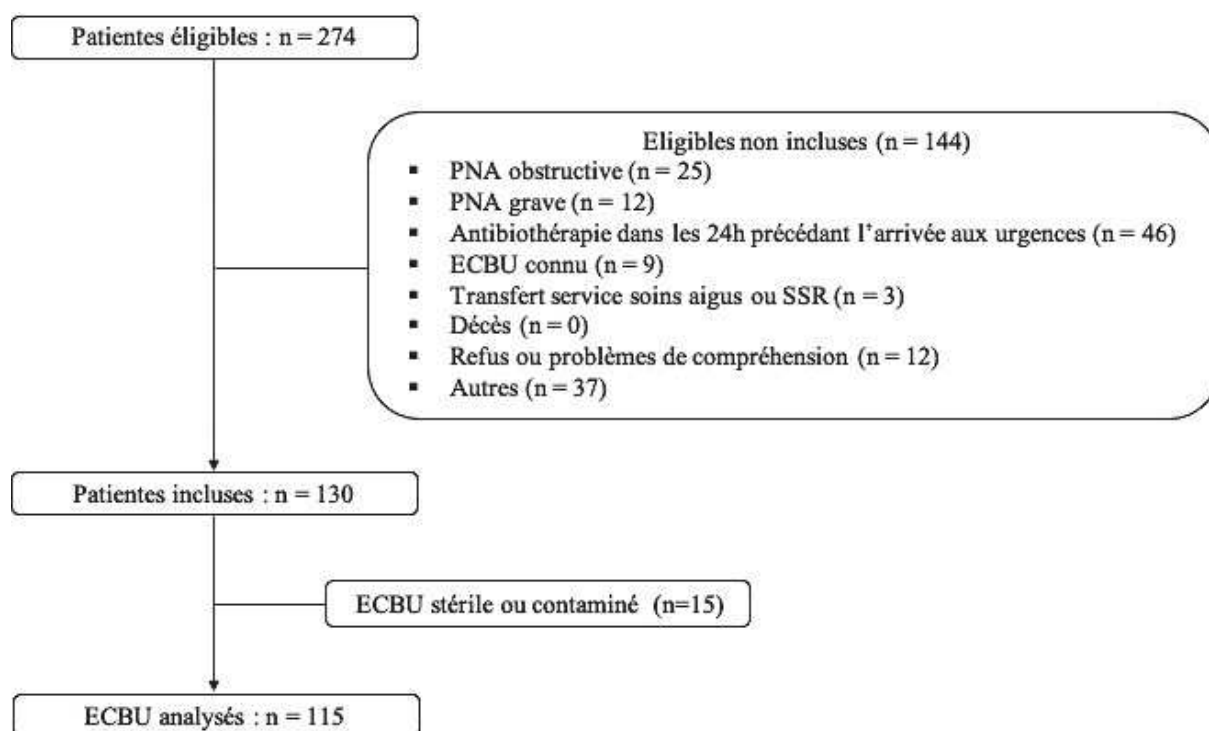 Patientes éligibles : n = 274
Eligibles non incluses (n = 144)
▪ PNA obstructive (n = 25)
▪ PNA grave (n = 12)
▪ Antibiothérapie dans les 24h précédant l'arrivée aux urgences (n = 46)
▪ ECBU connu (n = 9)
▪ Transfert service soins aigus ou SSR (n = 3)
▪ Décès (n = 0)
▪ Refus ou problèmes de compréhension (n = 12)
▪ Autres (n = 37)
Patientes incluses : n = 130
ECBU stérile ou contaminé (n=15)
ECBU analysés : n = 115